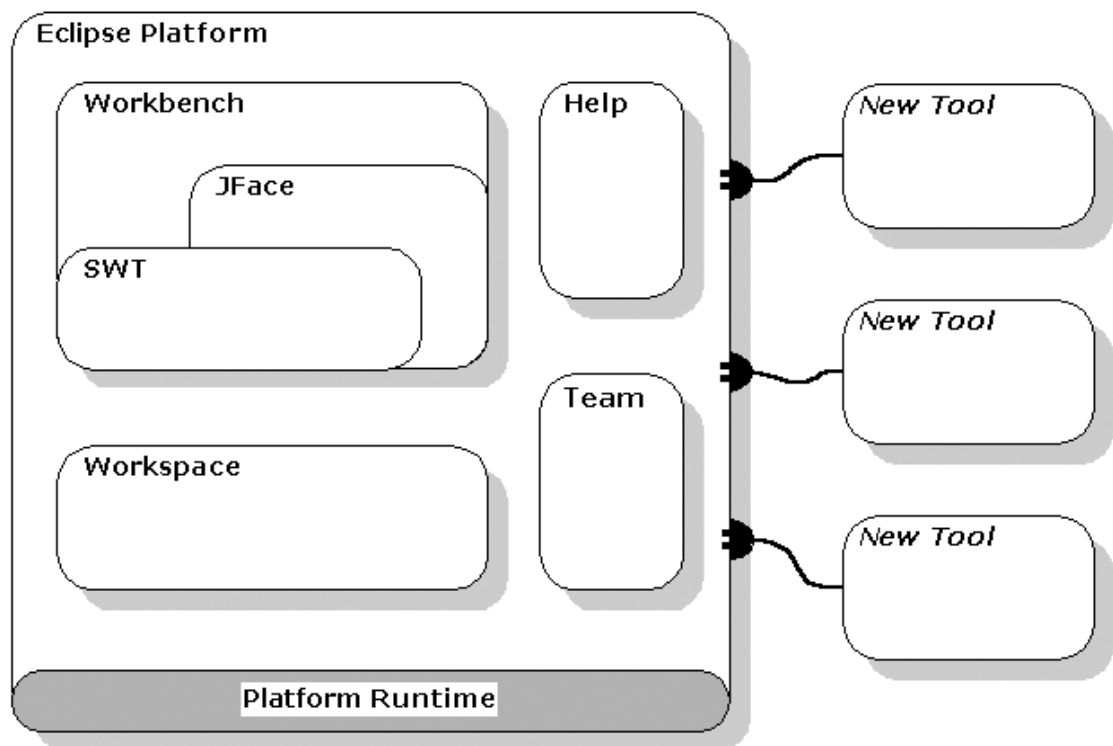 Eclipse Platform
Workbench
JFace
SWT
Workspace
Help
Team
Platform Runtime
New Tool
New Tool
New Tool